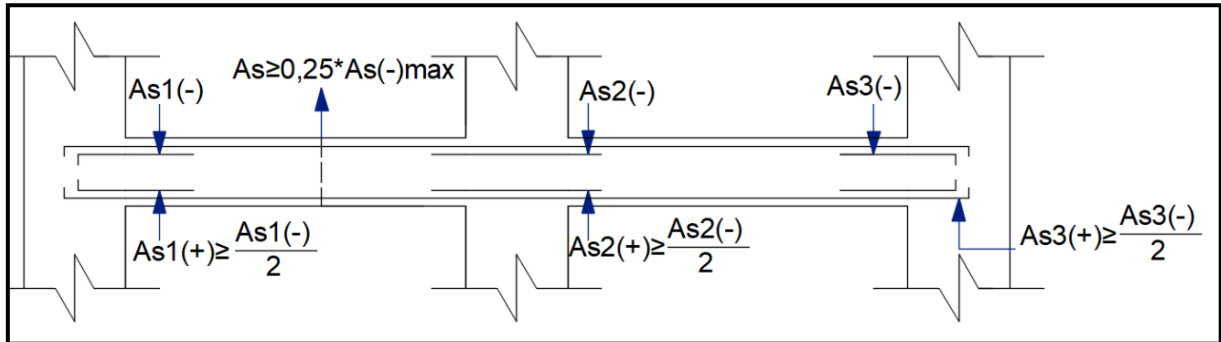 As≥0,25*As(-)max
As1(-)
As2(-)
As3(-)
As1(+)≥As1(-)/2
As2(+)≥As2(-)/2
As3(+)≥As3(-)/2